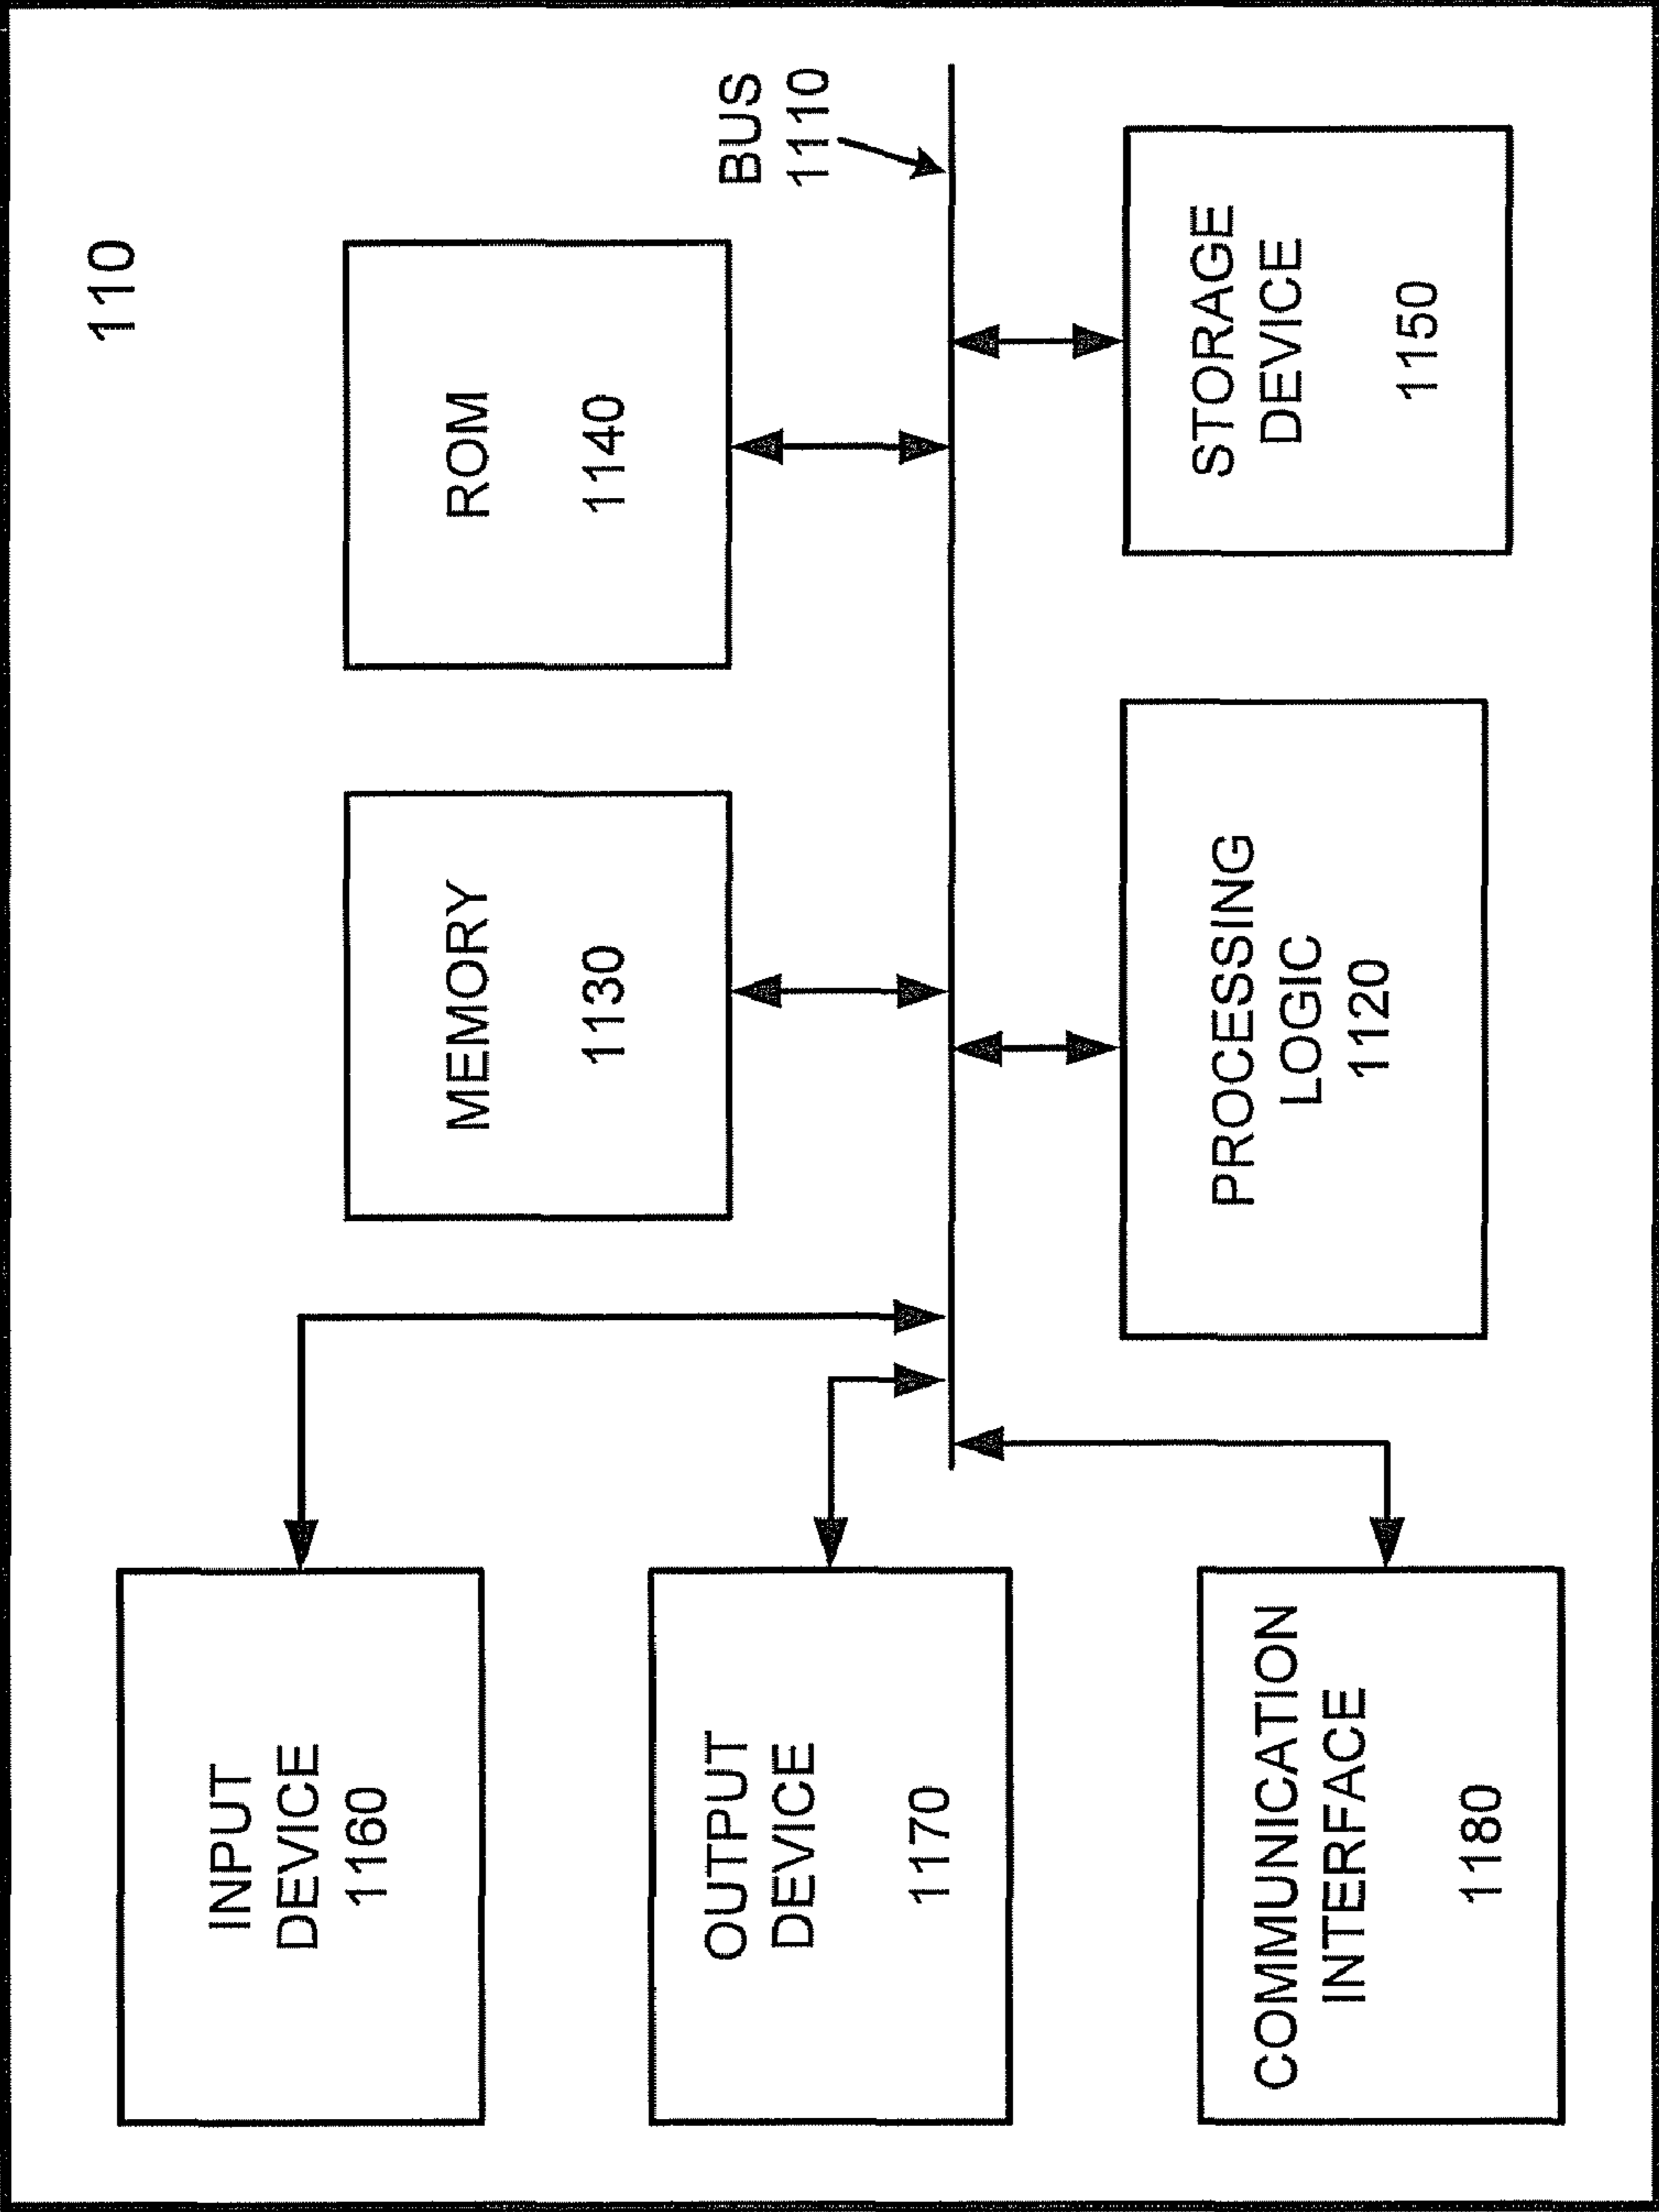 110
INPUT
DEVICE
1160
MEMORY
1130
ROM
1140
OUTPUT
DEVICE
1170
BUS
1110
COMMUNICATION
INTERFACE
1180
PROCESSING
LOGIC
1120
STORAGE
DEVICE
1150